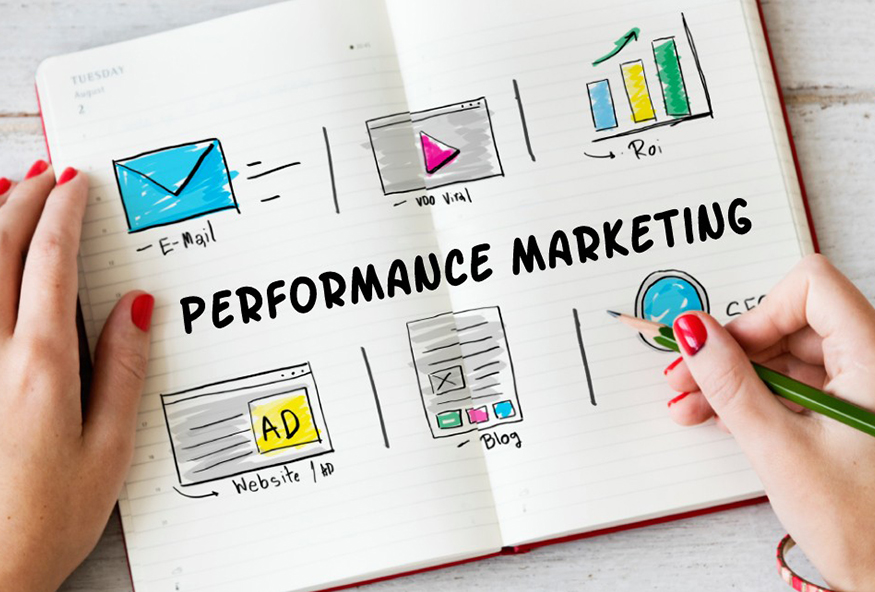 TUESDAY
August
2
E-Mail
VDO Viral
Roi
PERFORMANCE MARKETING
AD
Website / AD
Blog